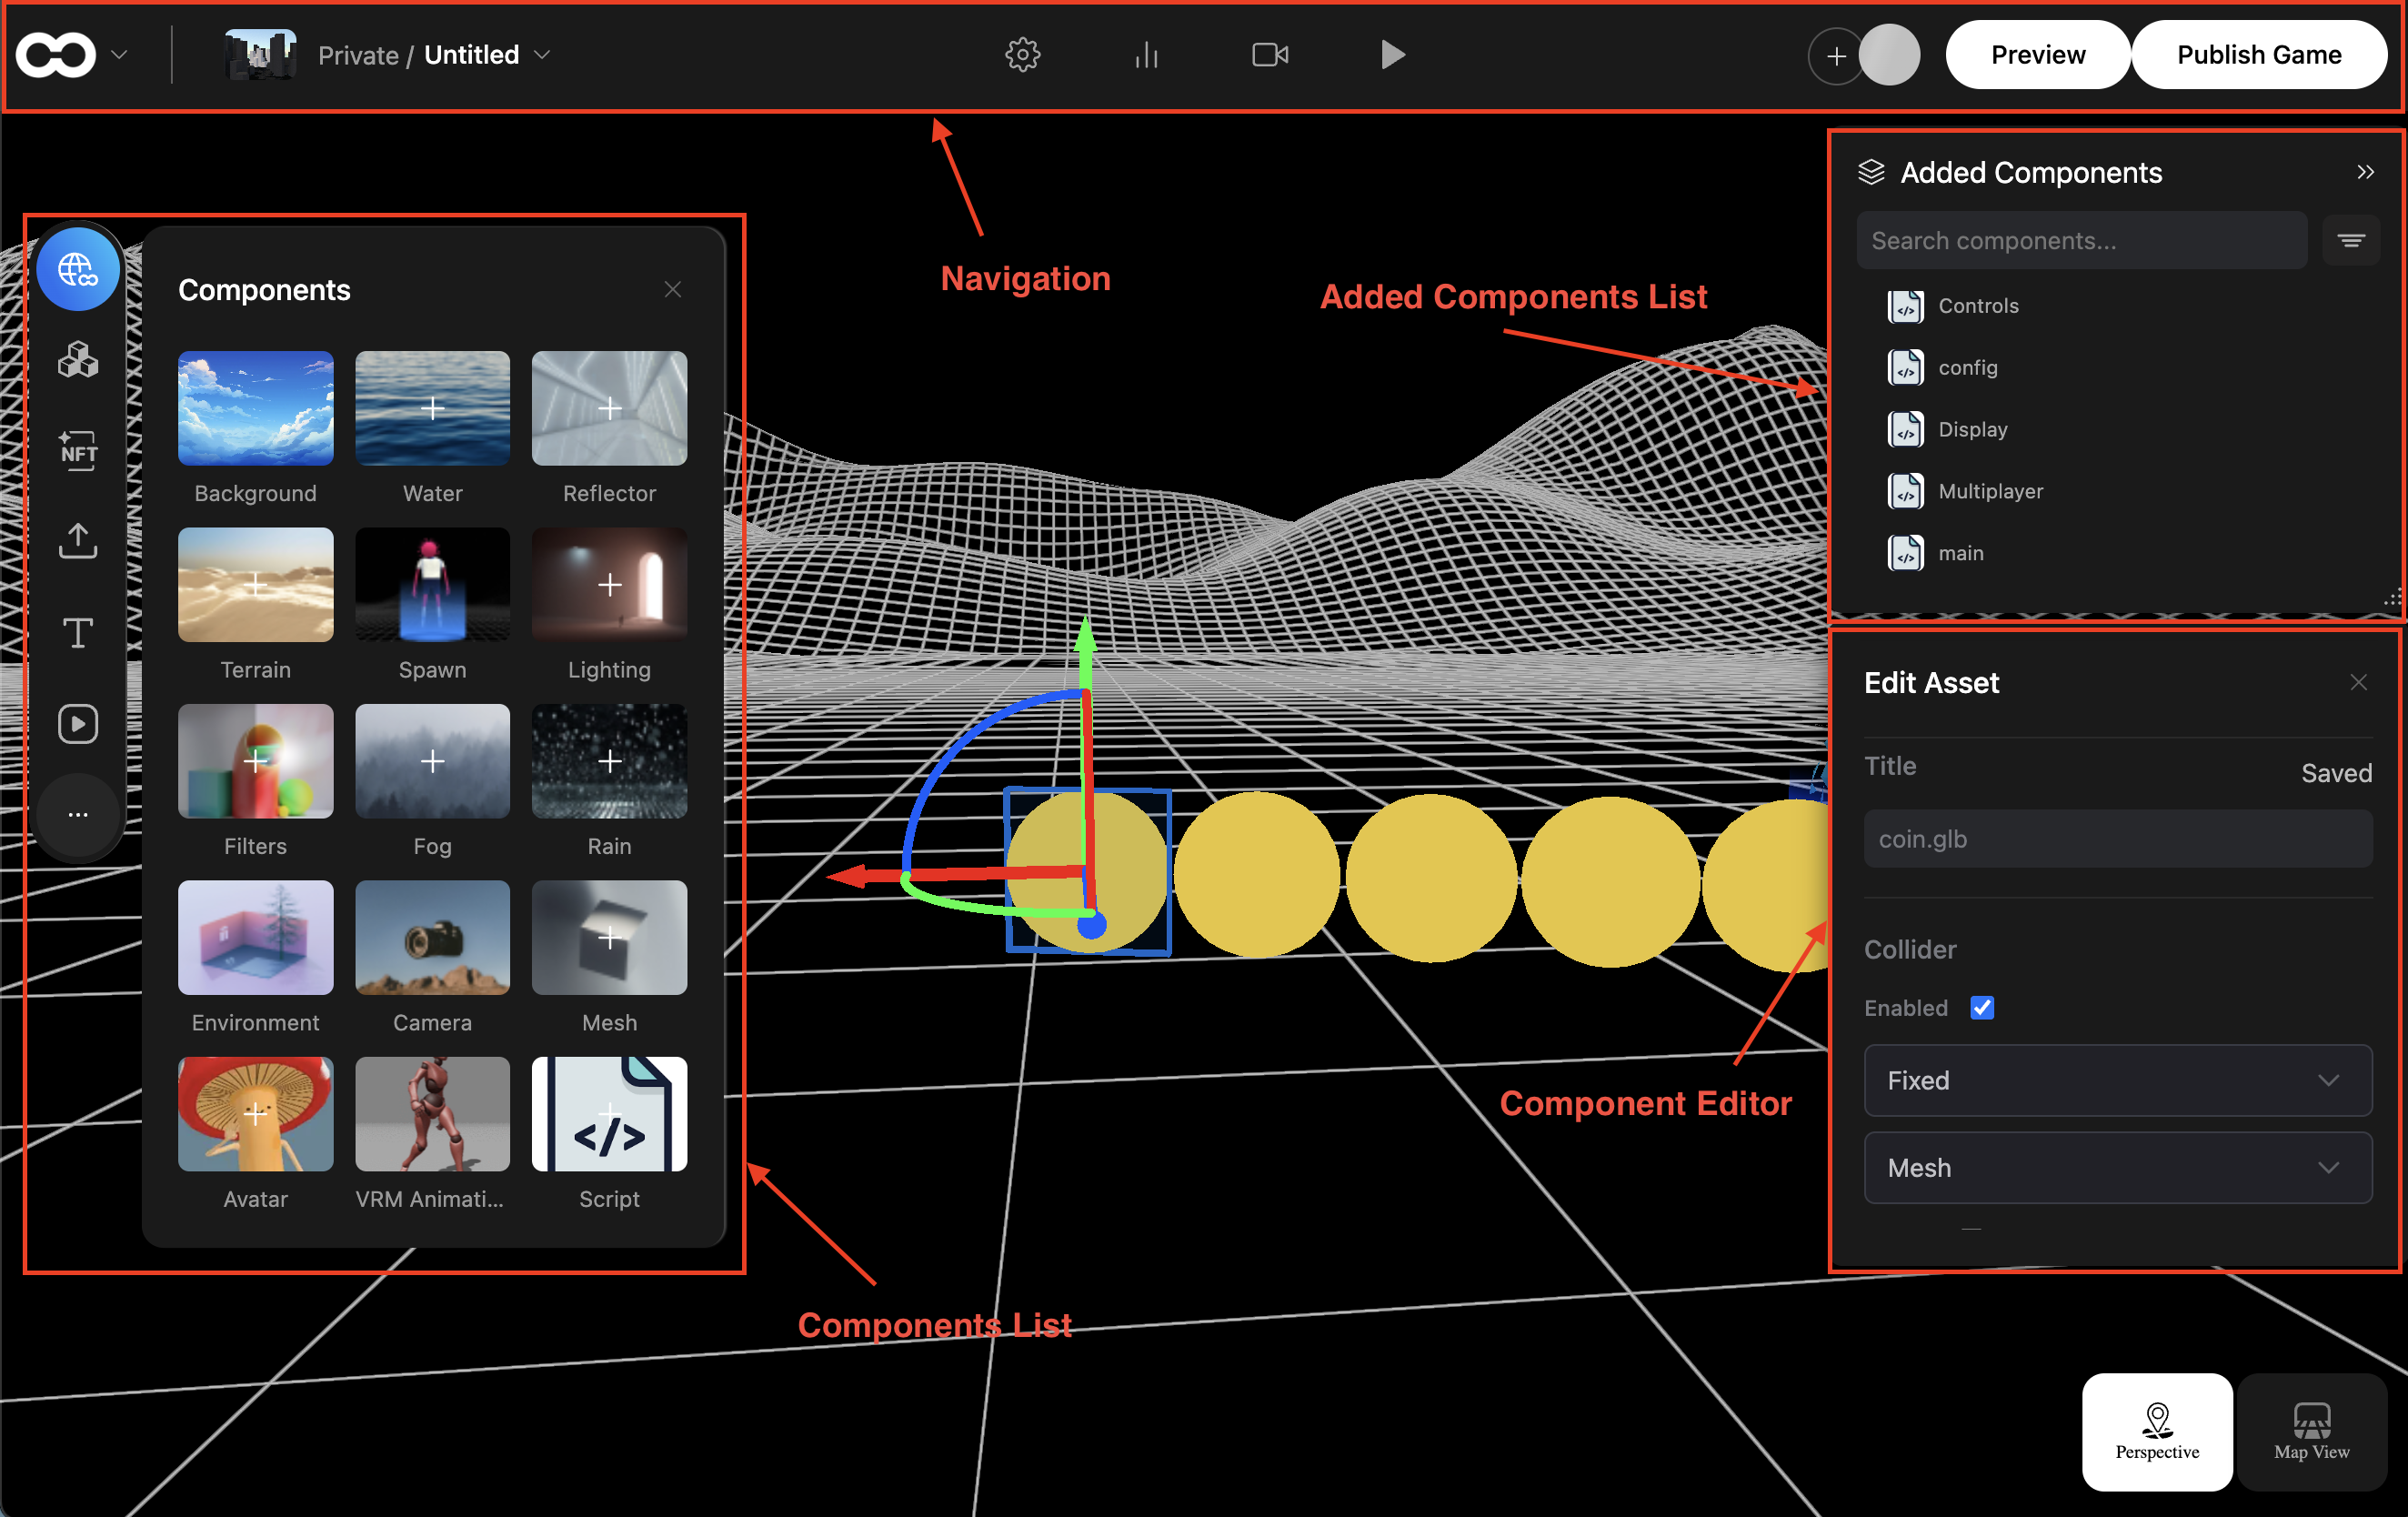 Private / Untitled
Preview
Publish Game
Navigation
Added Components List
Added Components
Search components...
Controls
config
Display
Multiplayer
main
NFT
T
Components
Background
Water
Reflector
Terrain
Spawn
Lighting
Filters
Fog
Rain
Environment
Camera
Mesh
Avatar
VRM Animati...
</>
Script
Components List
Edit Asset
Title
Saved
coin.glb
Collider
Enabled
Fixed
Mesh
Component Editor
Perspective
Map View